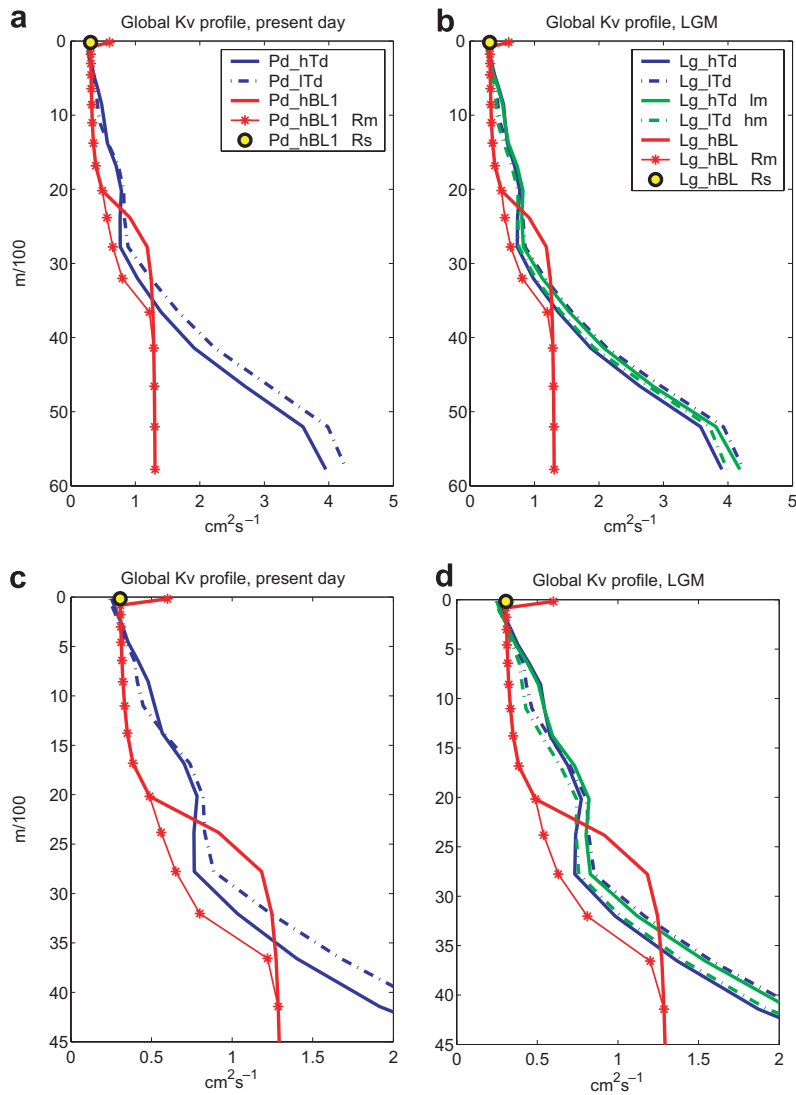 a
Global Kv profile, present day
0
10
20
30
40
50
60
m/100
0
1
2
3
4
5
cm²s⁻¹
Pd_hTd
Pd_lTd
Pd_hBL1
Pd_hBL1 Rm
Pd_hBL1 Rs
b
Global Kv profile, LGM
0
10
20
30
40
50
60
0
1
2
3
4
5
cm²s⁻¹
Lg_hTd
Lg_lTd
Lg_hTd lm
Lg_lTd hm
Lg_hBL
Lg_hBL Rm
Lg_hBL Rs
c
Global Kv profile, present day
0
5
10
15
20
25
30
35
40
45
m/100
0
0.5
1
1.5
2
cm²s⁻¹
d
Global Kv profile, LGM
0
5
10
15
20
25
30
35
40
45
0
0.5
1
1.5
2
cm²s⁻¹